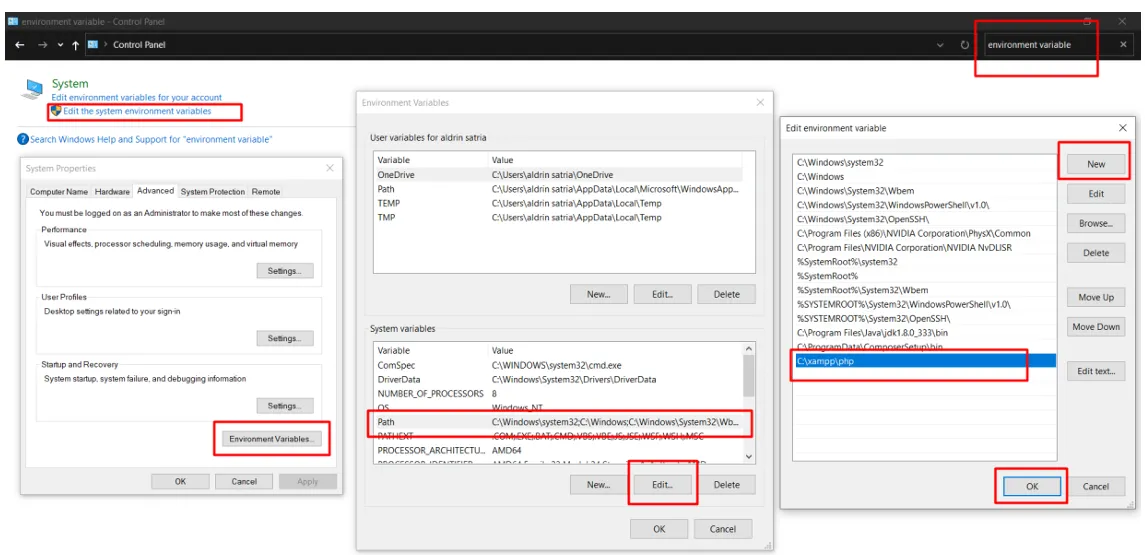 environment variable - Control Panel
Control Panel
environment variable
System
Edit environment variables for your account
Edit the system environment variables
Search Windows Help and Support for "environment variable"
System Properties
Computer Name Hardware Advanced System Protection Remote
You must be logged on as an Administrator to make most of these changes.
Performance
Visual effects, processor scheduling, memory usage, and virtual memory
Settings...
User Profiles
Desktop settings related to your sign-in
Settings...
Startup and Recovery
System startup, system failure, and debugging information
Settings...
Environment Variables...
OK Cancel Apply
Environment Variables
User variables for aldrin satria
Variable Value
OneDrive C:\Users\aldrin satria\OneDrive
Path C:\Users\aldrin satria\AppData\Local\Microsoft\WindowsApp...
TEMP C:\Users\aldrin satria\AppData\Local\Temp
TMP C:\Users\aldrin satria\AppData\Local\Temp
New... Edit... Delete
System variables
Variable Value
ComSpec C:\WINDOWS\system32\cmd.exe
DriverData C:\Windows\System32\Drivers\DriverData
NUMBER_OF_PROCESSORS 8
OS Windows_NT
Path C:\Windows\system32;C:\Windows;C:\Windows\System32\Wb...
PATHEXT .COM;.EXE;.BAT;.CMD;.VBS;.VBE;.JS;.JSE;.WSF;.WSH;.MSC
PROCESSOR_ARCHITECTU... AMD64
New... Edit... Delete
OK Cancel
Edit environment variable
C:\Windows\system32
C:\Windows
C:\Windows\System32\Wbem
C:\Windows\System32\WindowsPowerShell\v1.0\
C:\Windows\System32\OpenSSH\
C:\Program Files (x86)\NVIDIA Corporation\PhysX\Common
C:\Program Files\NVIDIA Corporation\NVIDIA NvDLISR
%SystemRoot%\system32
%SystemRoot%
%SystemRoot%\System32\Wbem
%SYSTEMROOT%\System32\WindowsPowerShell\v1.0\
%SYSTEMROOT%\System32\OpenSSH\
C:\Program Files\Java\jdk1.8.0_333\bin
C:\ProgramData\ComposerSetup\bin
C:\xampp\php
New
Edit
Browse...
Delete
Move Up
Move Down
Edit text...
OK Cancel